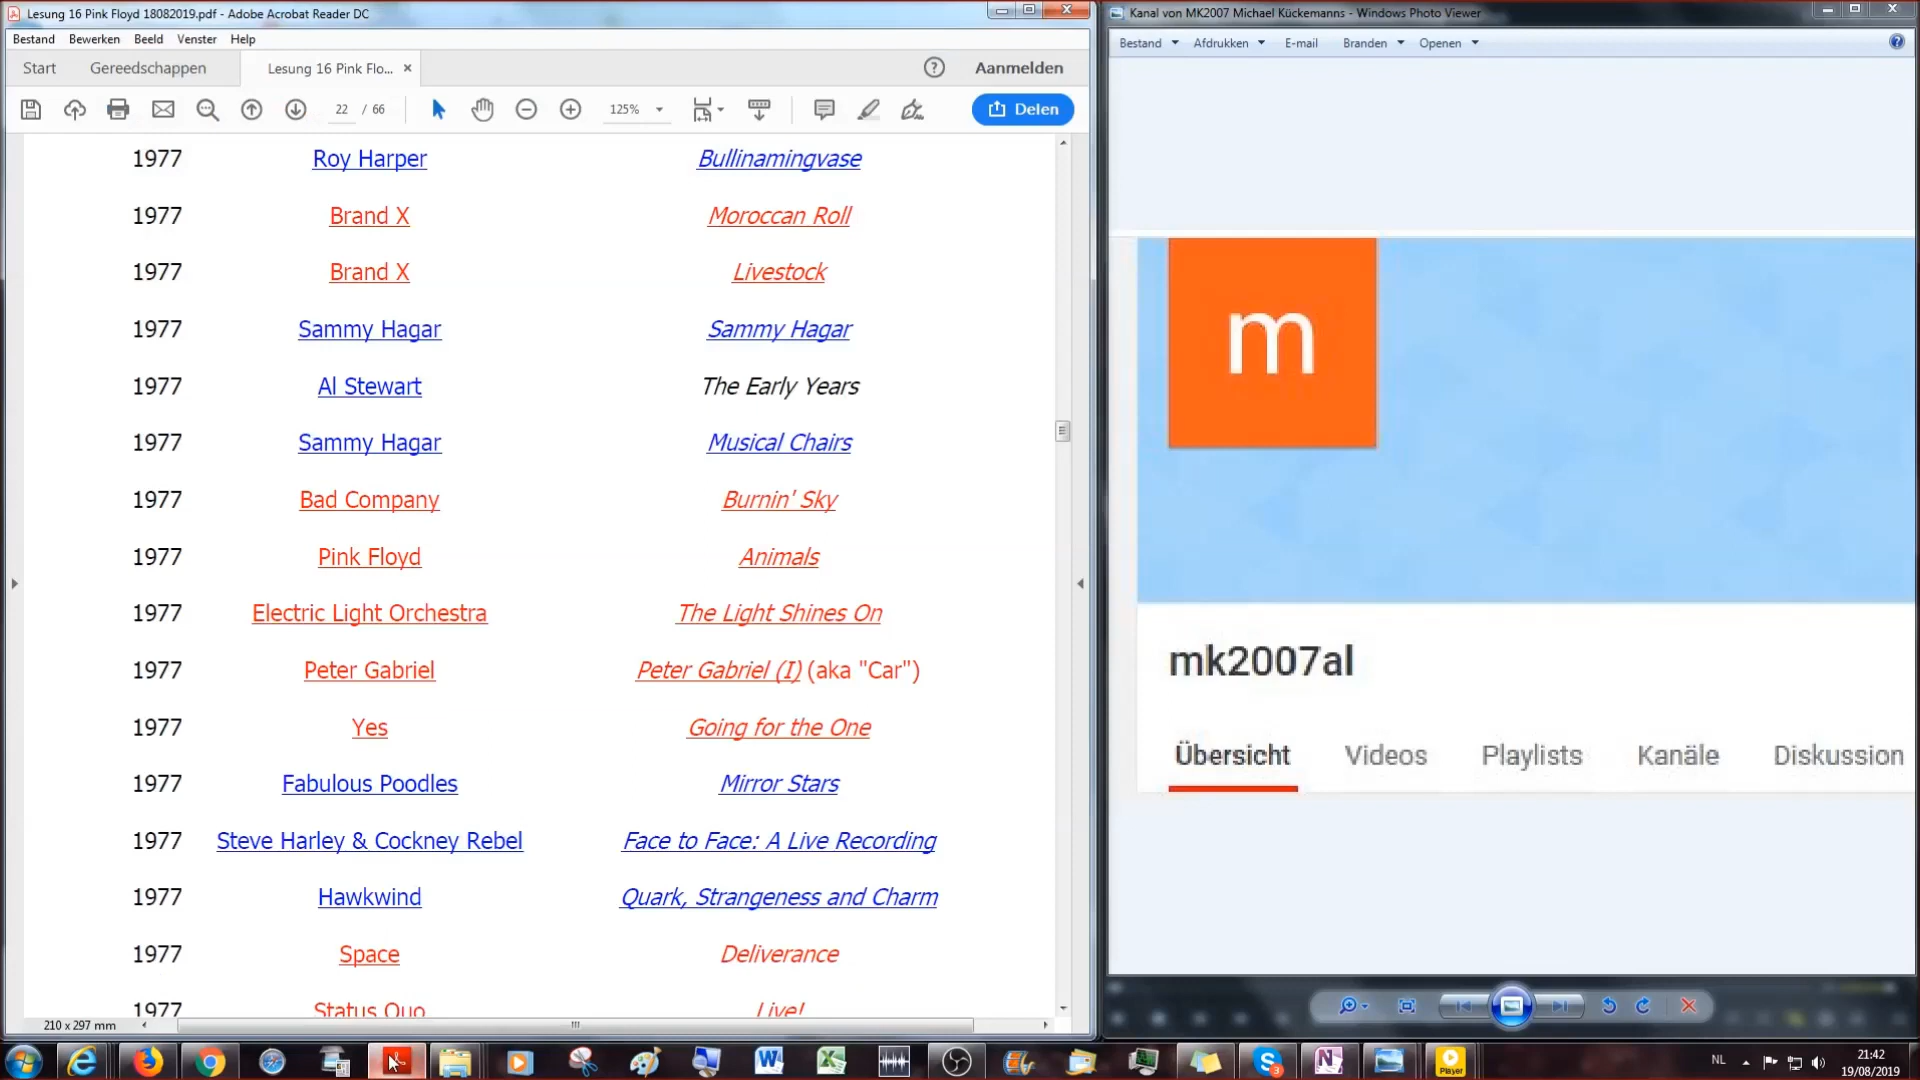 Lesung 16 Pink Floyd 18082019.pdf - Adobe Acrobat Reader DC
Bestand Bewerken Beeld Venster Help
Start Gereedschappen Lesung 16 Pink Flo... × Aanmelden
22 / 66 125% Delen
1977 Roy Harper Bullinamingvase
1977 Brand X Moroccan Roll
1977 Brand X Livestock
1977 Sammy Hagar Sammy Hagar
1977 Al Stewart The Early Years
1977 Sammy Hagar Musical Chairs
1977 Bad Company Burnin' Sky
1977 Pink Floyd Animals
1977 Electric Light Orchestra The Light Shines On
1977 Peter Gabriel Peter Gabriel (I) (aka "Car")
1977 Yes Going for the One
1977 Fabulous Poodles Mirror Stars
1977 Steve Harley & Cockney Rebel Face to Face: A Live Recording
1977 Hawkwind Quark, Strangeness and Charm
1977 Space Deliverance
1977 Status Quo Live!
210 x 297 mm
Kanal von MK2007 Michael Kückemanns - Windows Photo Viewer
Bestand Afdrukken E-mail Branden Openen
m
mk2007al
Übersicht Videos Playlists Kanäle Diskussion
Player
NL
21:42
19/08/2019